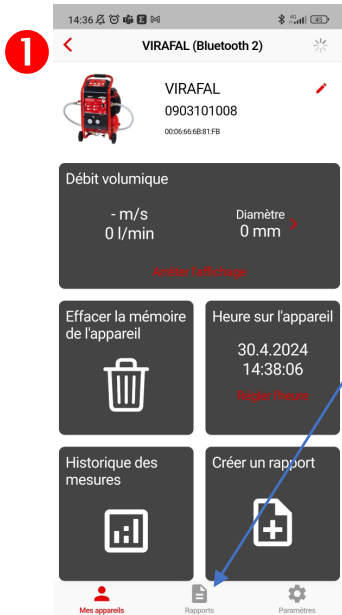 1
14:36
4G 45
VIRAFAL (Bluetooth 2)
VIRAFAL
0903101008
00:06:66:6B:81:FB
Débit volumique
- m/s
0 l/min
Diamètre
0 mm
Arrêter l'affichage
Effacer la mémoire
de l'appareil
Heure sur l'appareil
30.4.2024
14:38:06
Régler l'heure
Historique des
mesures
Créer un rapport
Mes appareils
Rapports
Paramètres